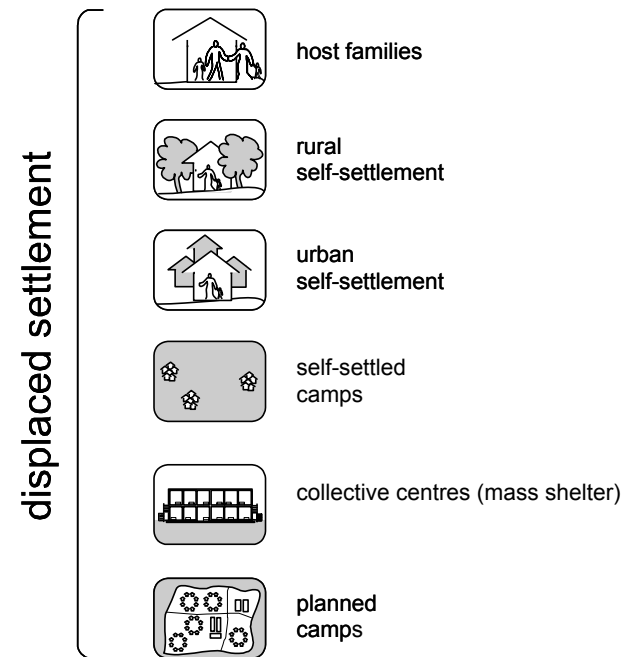 displaced settlement
host families
rural
self-settlement
urban
self-settlement
self-settled
camps
collective centres (mass shelter)
planned
camps